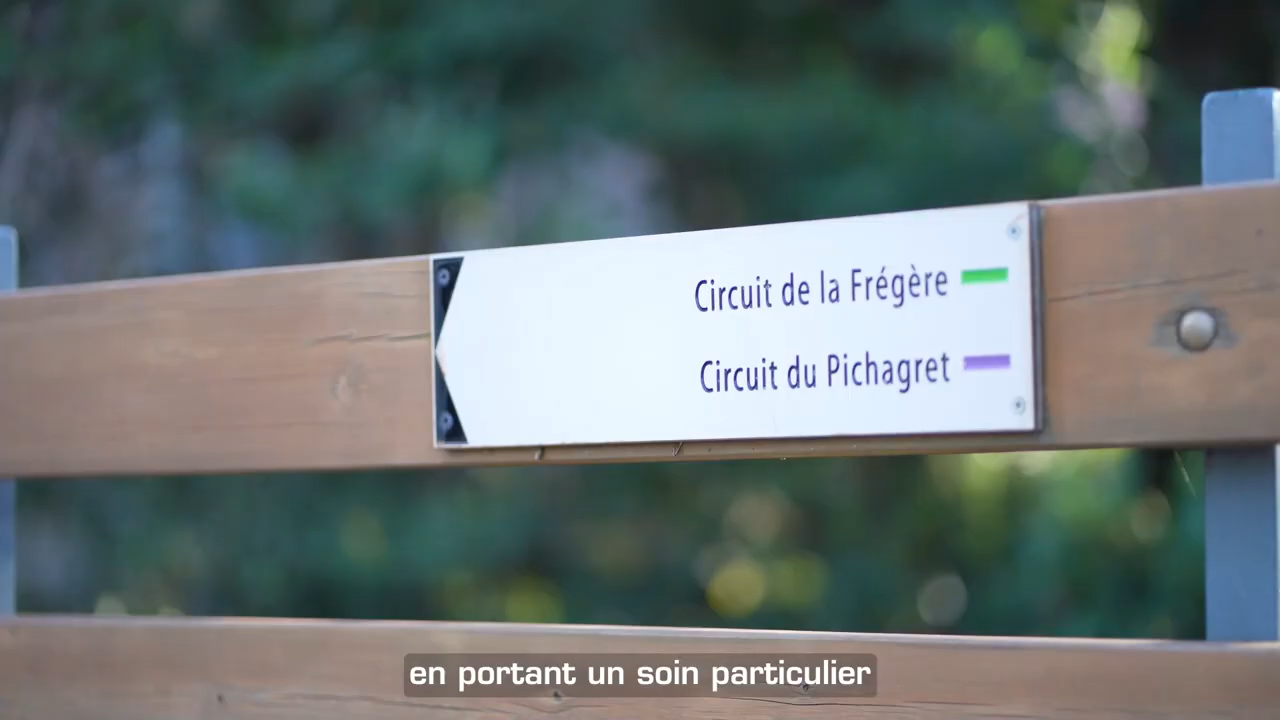 Circuit de la Frégère
Circuit du Pichagret
en portant un soin particulier